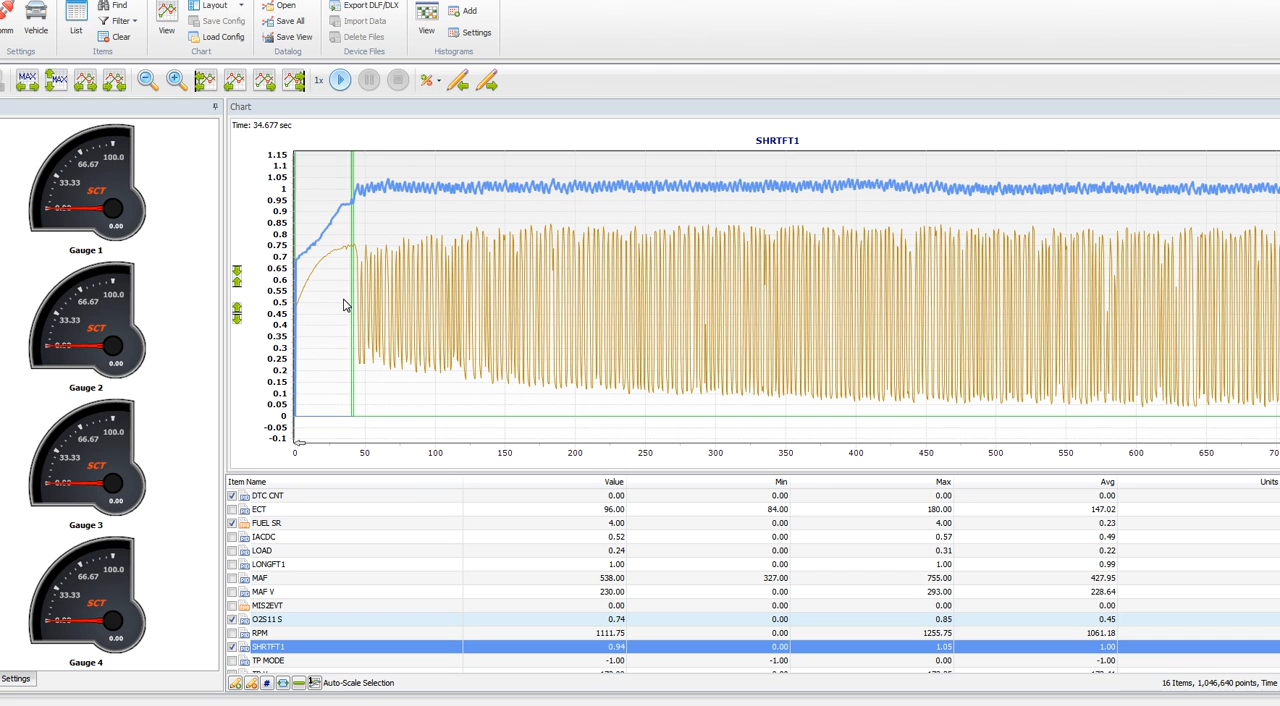 Find
Layout
Open
Export DLF/DLX
Add
Filter
Save Config
Save All
Import Data
Vehicle
List
Clear
View
Load Config
Save View
Delete Files
View
Settings
Settings
Items
Chart
Datalog
Device Files
Histograms
MAX
MAX
1x
%
Chart
Time: 34.677 sec
SHRTFT1
1.15
1.1
1.05
1
0.95
0.9
0.85
0.8
0.75
0.7
0.65
0.6
0.55
0.5
0.45
0.4
0.35
0.3
0.25
0.2
0.15
0.1
0.05
0
-0.05
-0.1
0
50
100
150
200
250
300
350
400
450
500
550
600
650
100.0
66.67
33.33
SCT
0.00
0.00
Gauge 1
100.0
66.67
33.33
SCT
0.00
0.00
Gauge 2
100.0
66.67
33.33
SCT
0.00
0.00
Gauge 3
100.0
66.67
33.33
SCT
0.00
0.00
Gauge 4
Settings
Item Name Value Min Max Avg Units
DTC CNT 0.00 0.00 0.00 0.00
ECT 96.00 84.00 180.00 147.02
FUEL SR 4.00 0.00 4.00 0.23
IACDC 0.52 0.00 0.57 0.49
LOAD 0.24 0.00 0.31 0.22
LONGFT1 1.00 0.00 1.00 0.99
MAF 538.00 327.00 755.00 427.95
MAF V 230.00 0.00 293.00 228.64
MIS2EVT 0.00 0.00 0.00 0.00
O2S11 S 0.74 0.00 0.85 0.45
RPM 1111.75 0.00 1255.75 1061.18
SHRTFT1 0.94 0.00 1.05 1.00
TP MODE -1.00 -1.00 0.00 -1.00
Auto-Scale Selection
16 Items, 1,046,640 points, Time